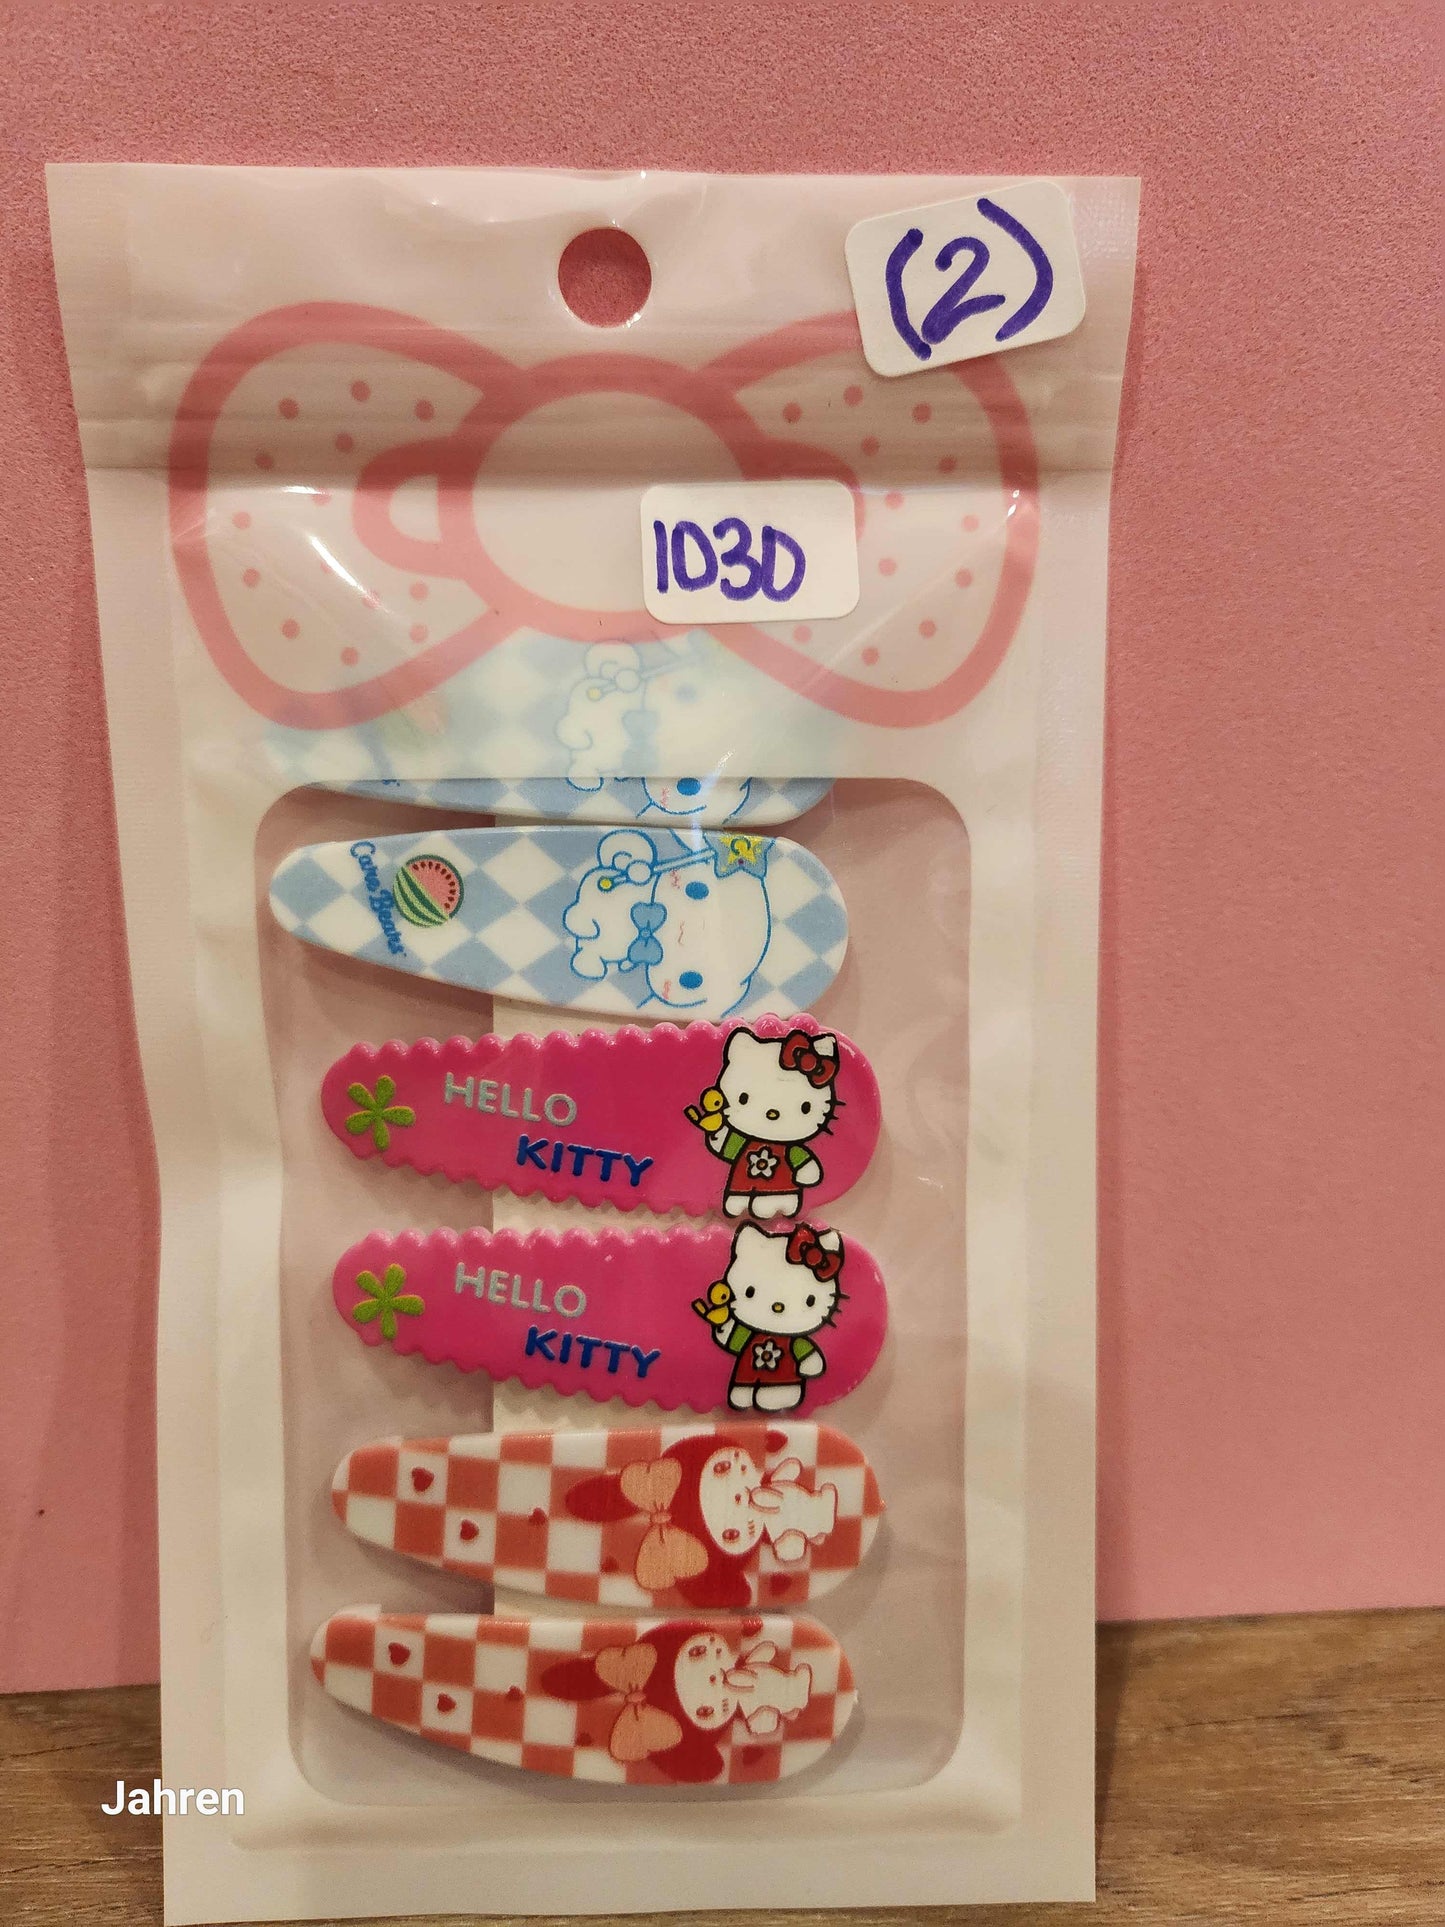 (2)
1030
Care Bears
HELLO
KITTY
HELLO
KITTY
Jahren